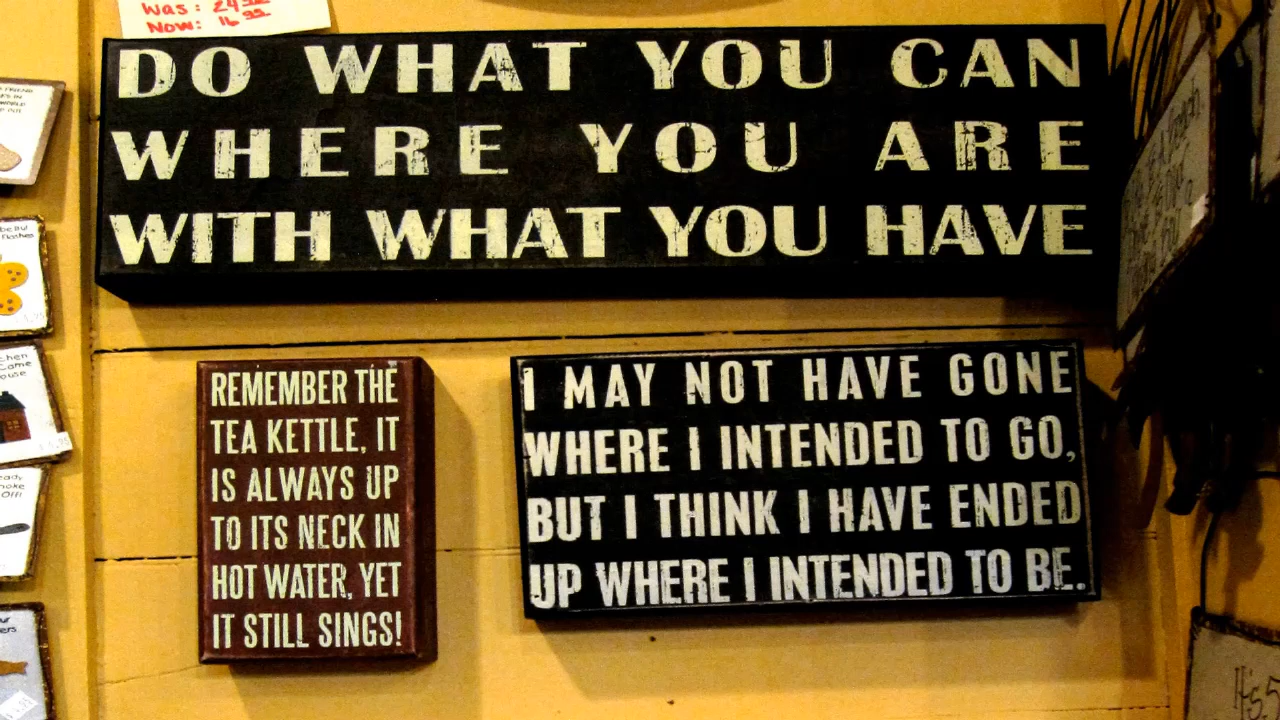 Was: 24
Now: 16.99
DO WHAT YOU CAN
WHERE YOU ARE
WITH WHAT YOU HAVE
REMEMBER THE
TEA KETTLE, IT
IS ALWAYS UP
TO ITS NECK IN
HOT WATER, YET
IT STILL SINGS!
I MAY NOT HAVE GONE
WHERE I INTENDED TO GO,
BUT I THINK I HAVE ENDED
UP WHERE I INTENDED TO BE.